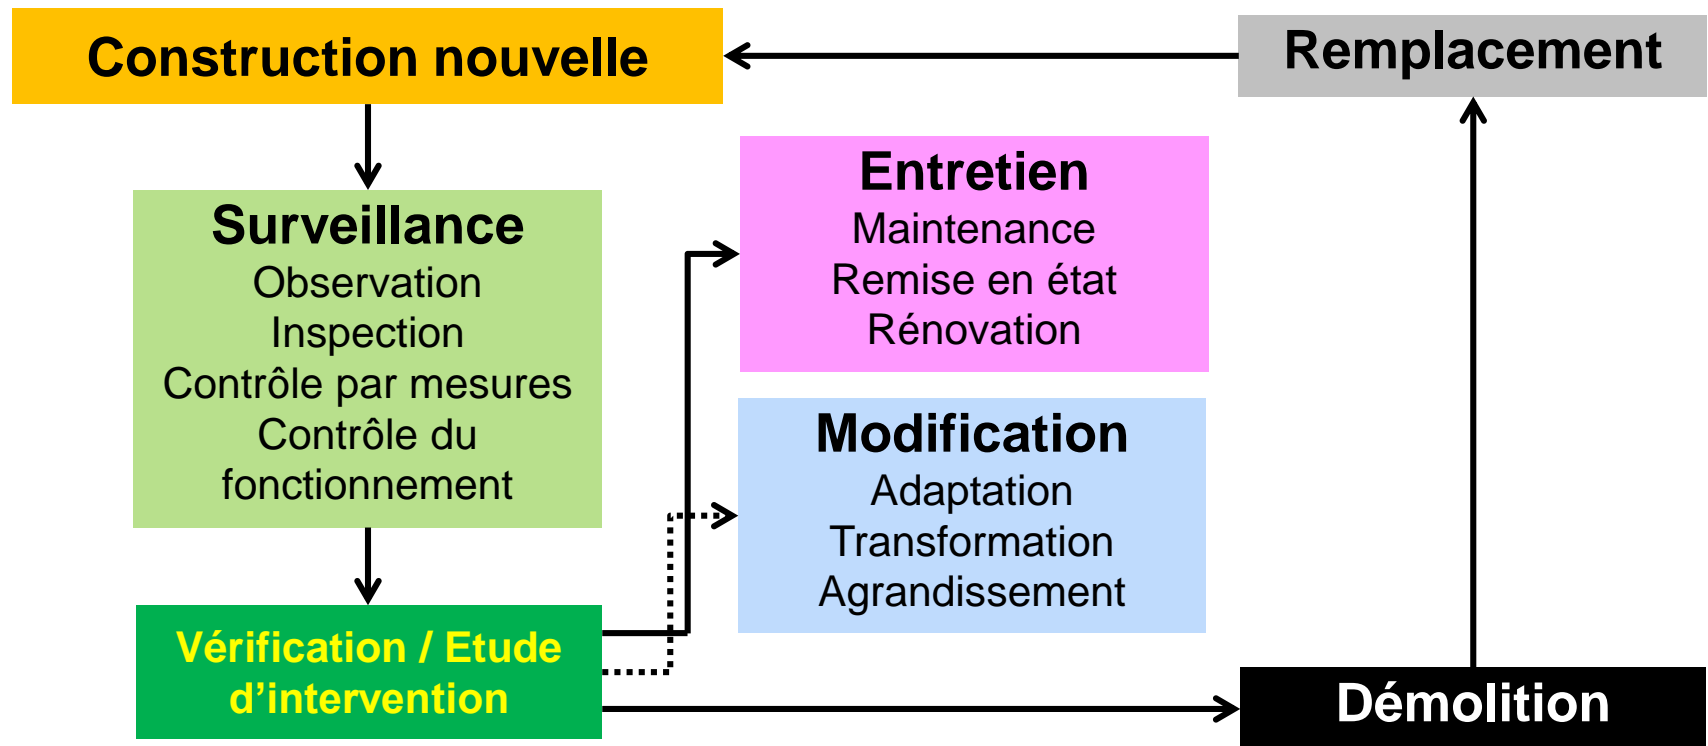 Construction nouvelle
Remplacement
Surveillance
Observation
Inspection
Contrôle par mesures
Contrôle du
fonctionnement
Entretien
Maintenance
Remise en état
Rénovation
Modification
Adaptation
Transformation
Agrandissement
Vérification / Etude
d’intervention
Démolition